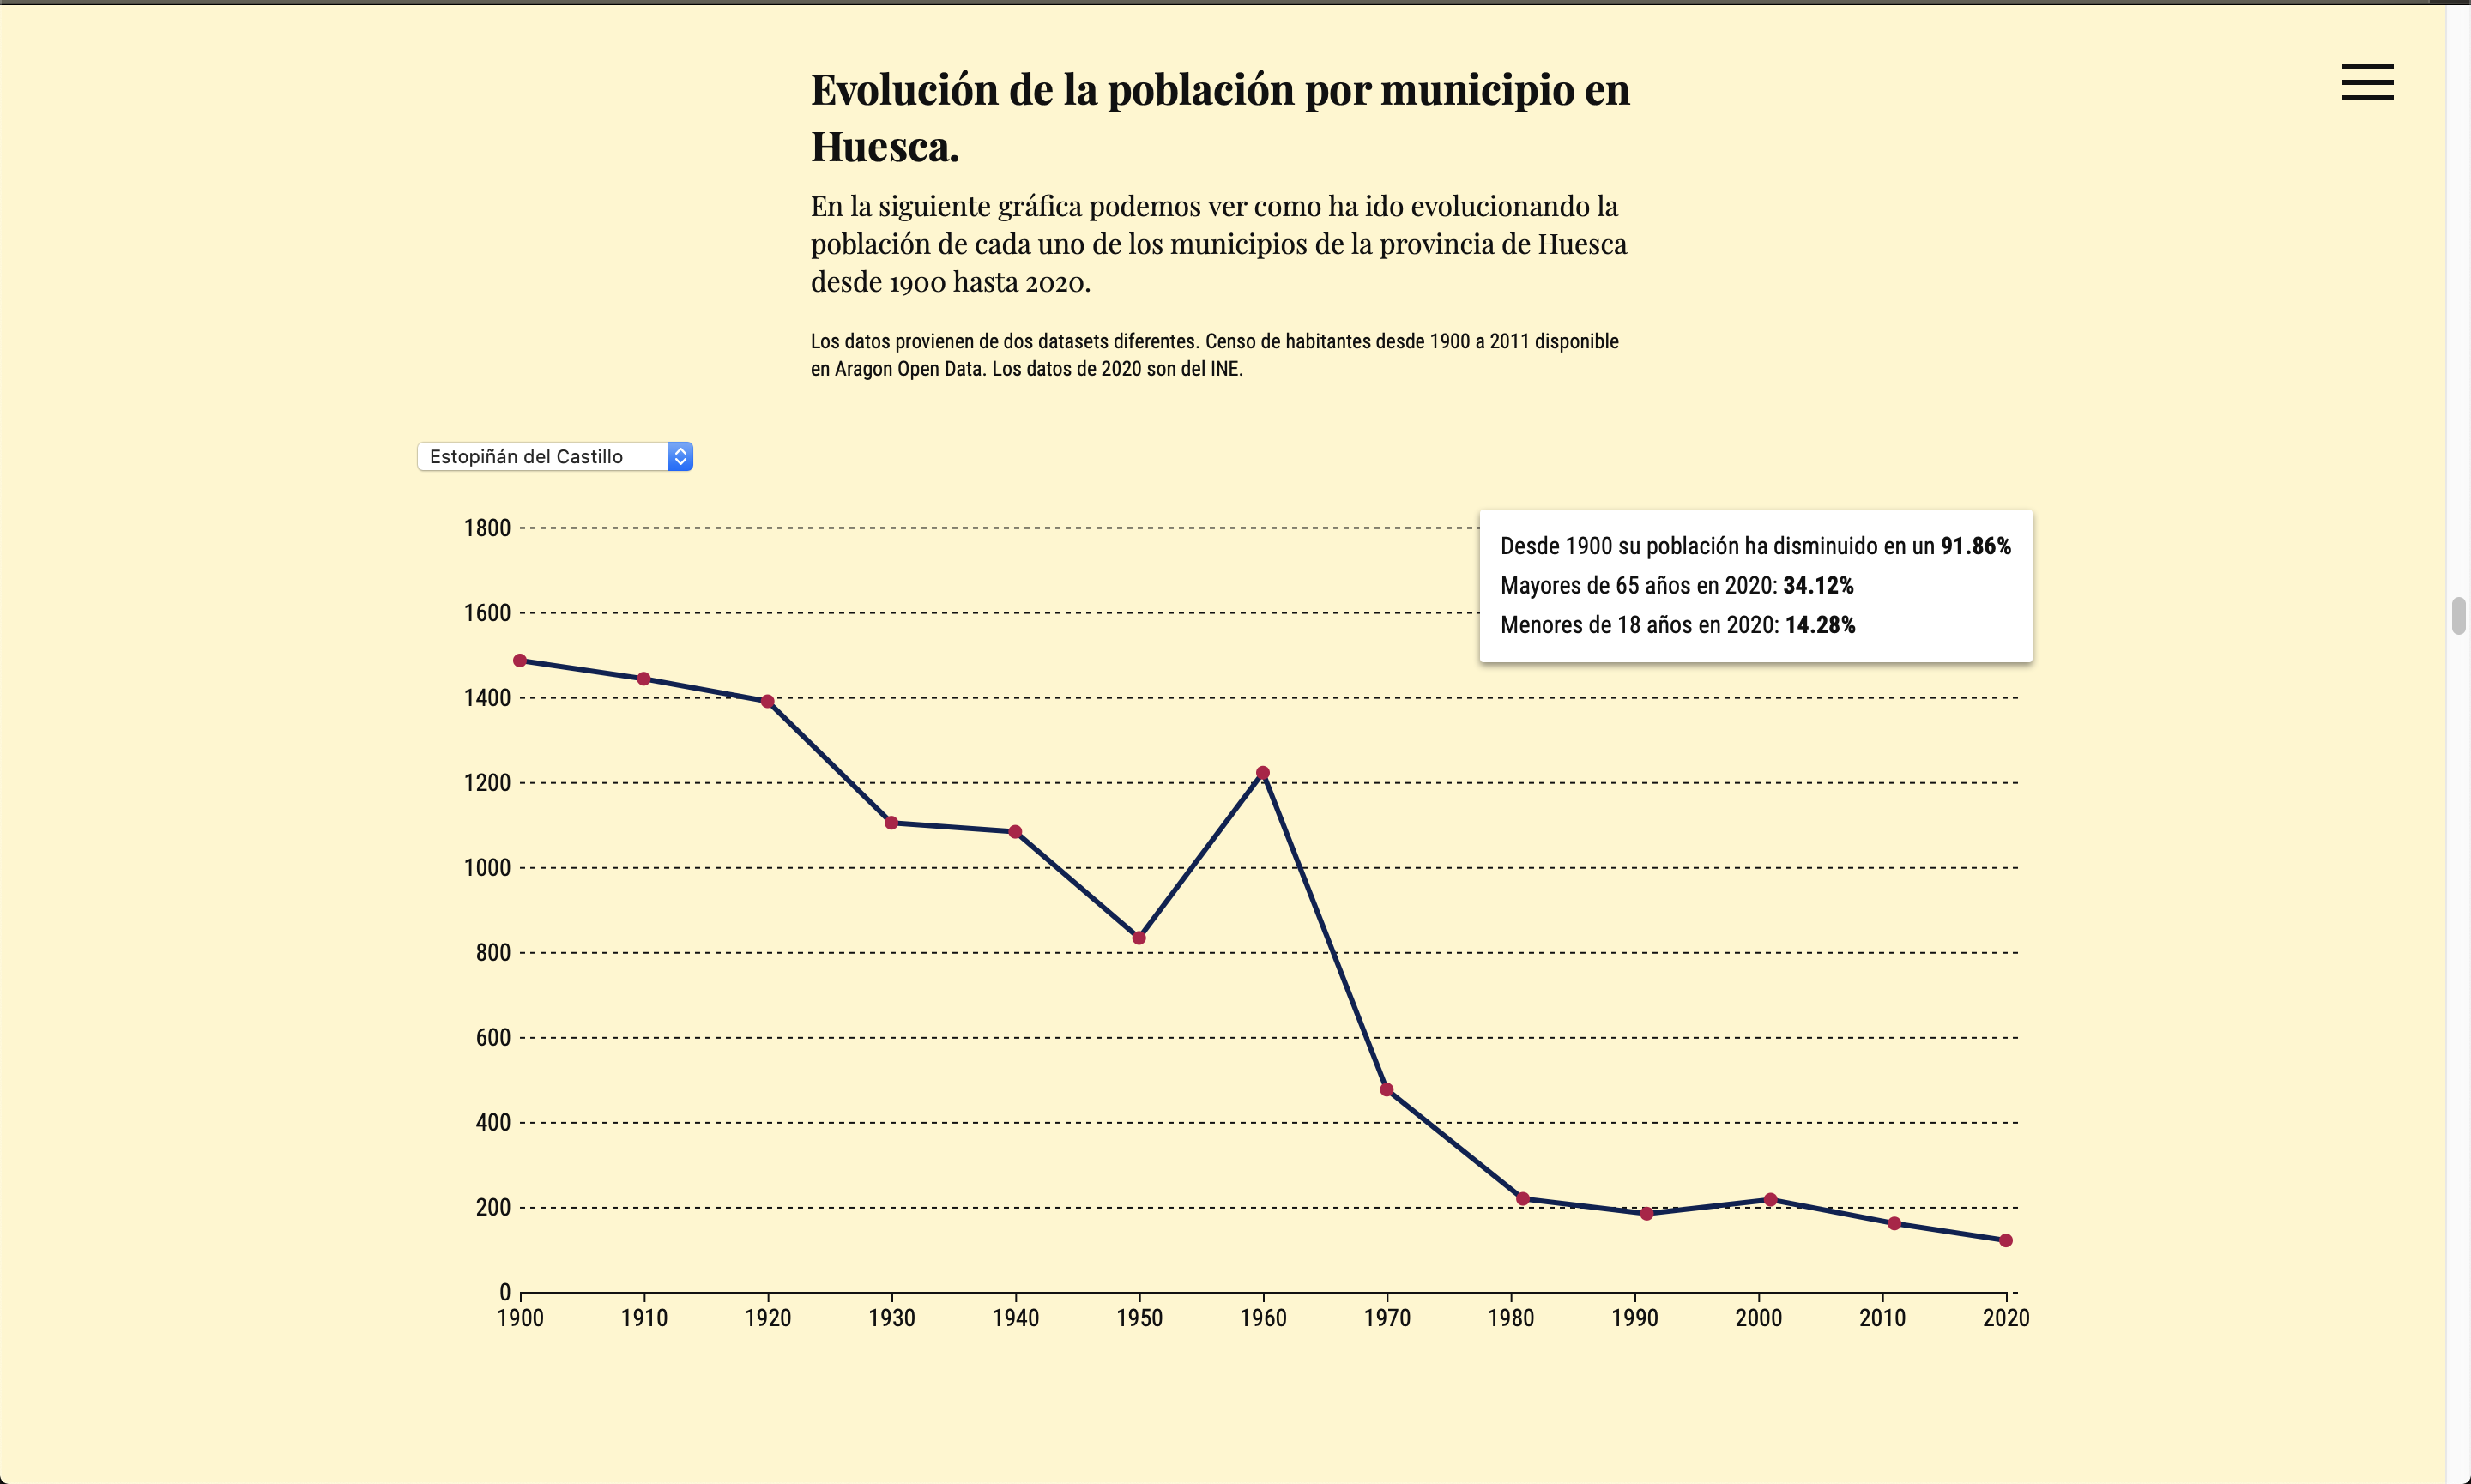 Evolución de la población por municipio en
Huesca.
En la siguiente gráfica podemos ver como ha ido evolucionando la
población de cada uno de los municipios de la provincia de Huesca
desde 1900 hasta 2020.
Los datos provienen de dos datasets diferentes. Censo de habitantes desde 1900 a 2011 disponible
en Aragon Open Data. Los datos de 2020 son del INE.
Estopiñán del Castillo
Desde 1900 su población ha disminuido en un 91.86%
Mayores de 65 años en 2020: 34.12%
Menores de 18 años en 2020: 14.28%
1800
1600
1400
1200
1000
800
600
400
200
0
1900 1910 1920 1930 1940 1950 1960 1970 1980 1990 2000 2010 2020